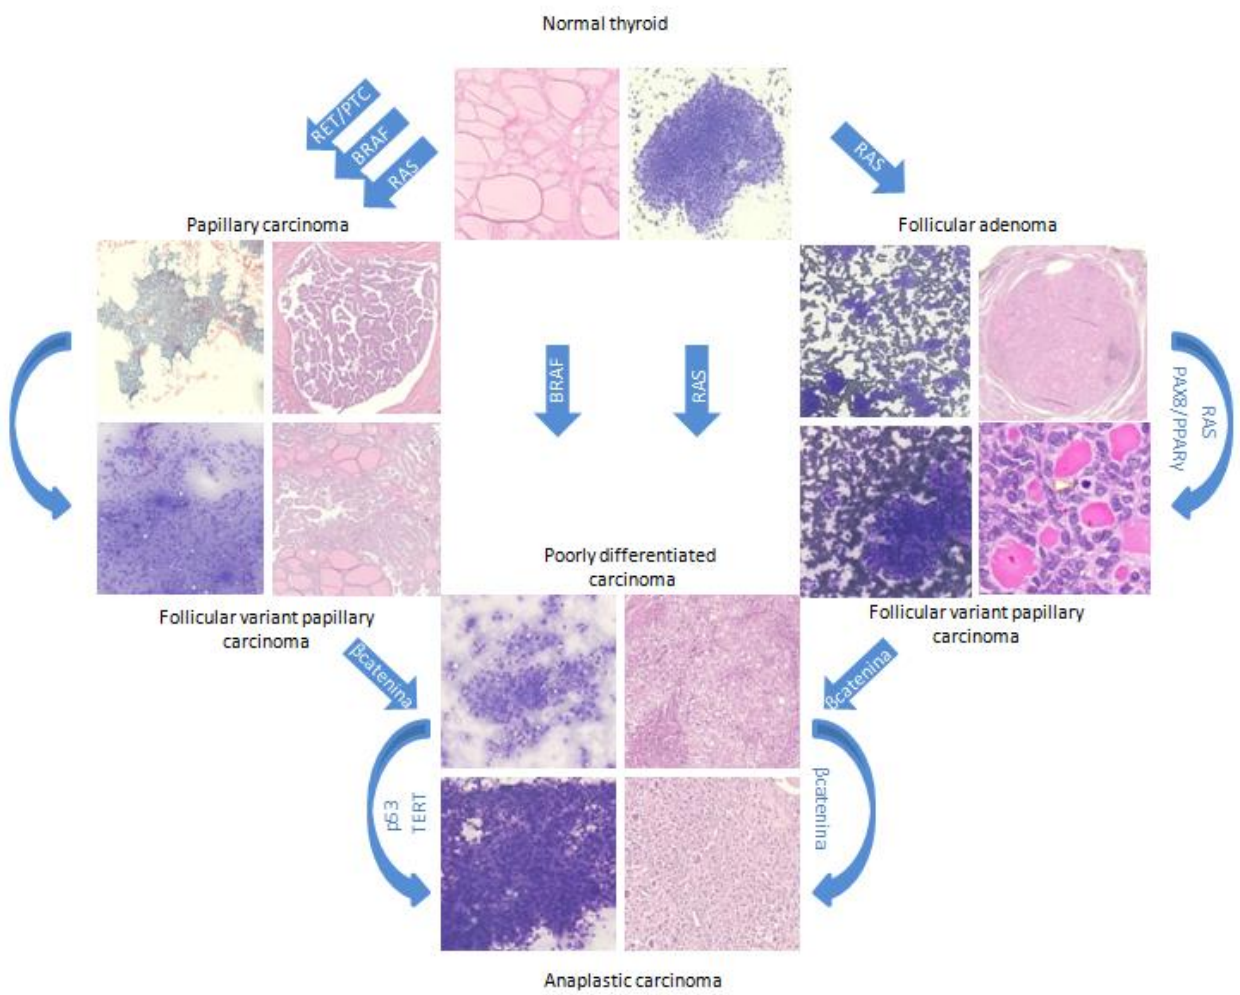 Normal thyroid
RET/PTC
BRAF
RAS
RAS
Papillary carcinoma
Follicular adenoma
BRAF
RAS
RAS
PAX8/PPARγ
Poorly differentiated
carcinoma
Follicular variant papillary
carcinoma
Follicular variant papillary
carcinoma
βcatenina
βcatenina
p53
TERT
βcatenina
Anaplastic carcinoma